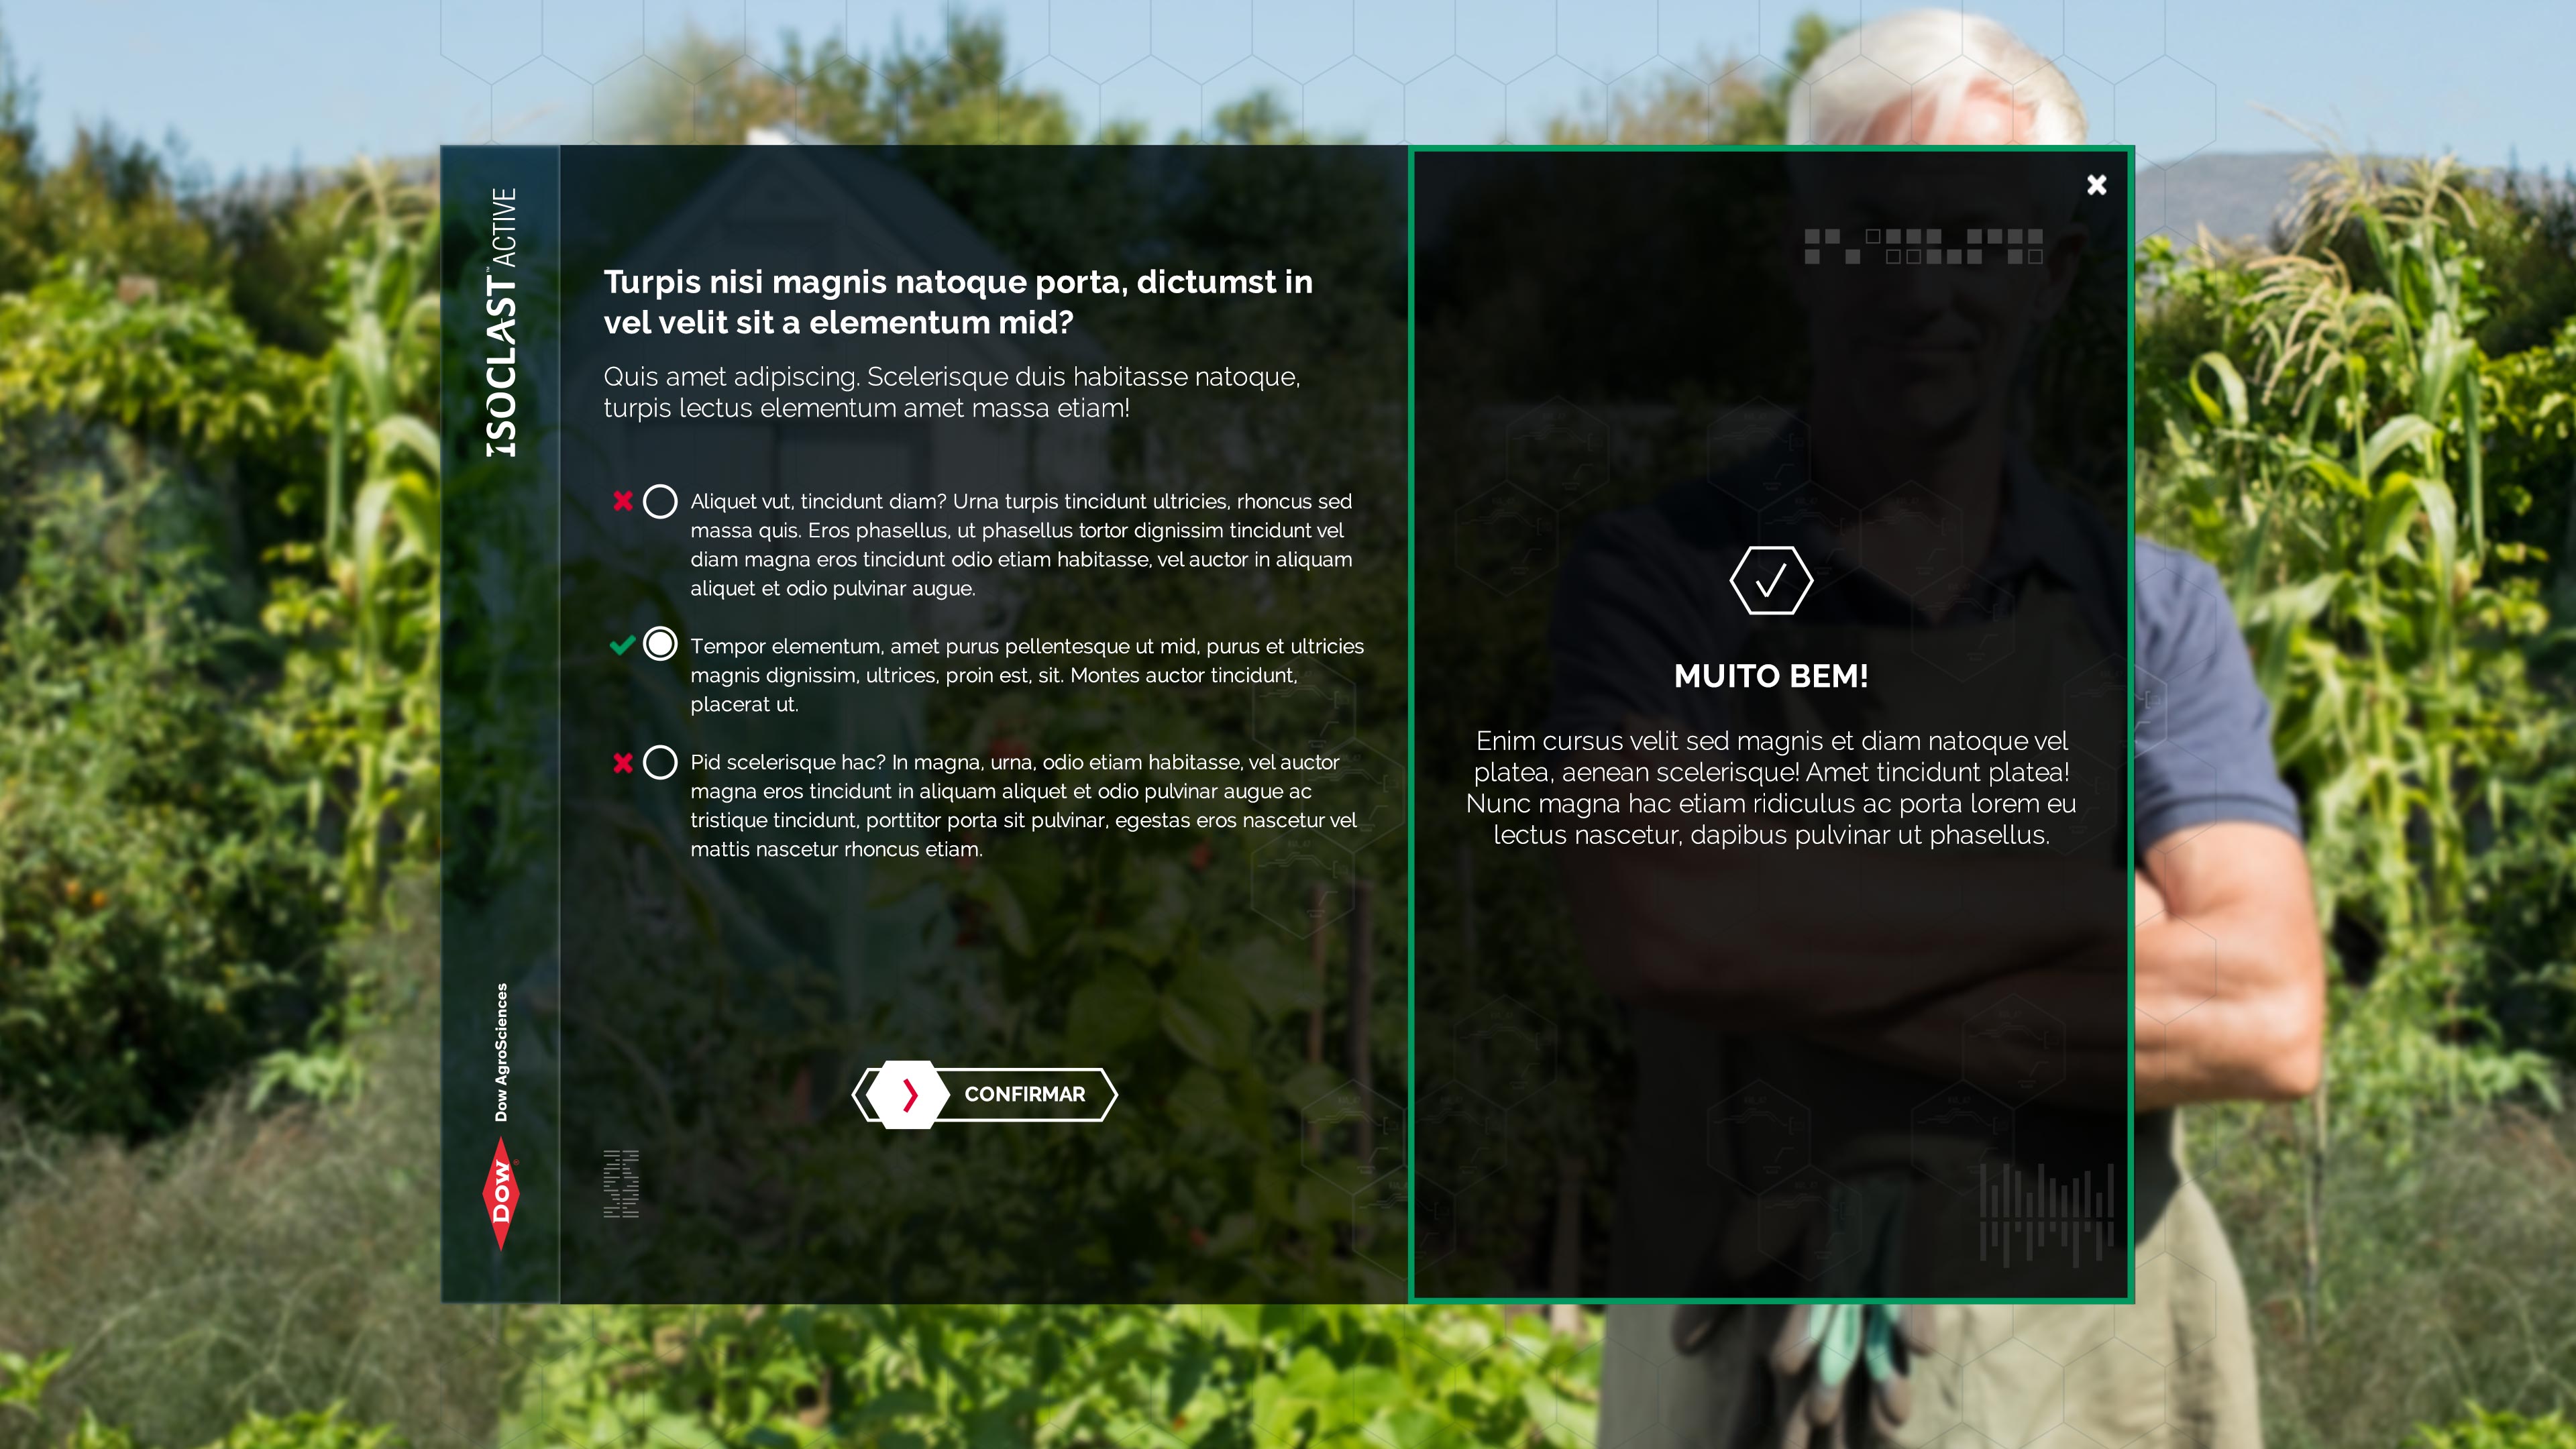 ISOCLAST™ ACTIVE
Turpis nisi magnis natoque porta, dictumst in
vel velit sit a elementum mid?
Quis amet adipiscing. Scelerisque duis habitasse natoque,
turpis lectus elementum amet massa etiam!
Aliquet vut, tincidunt diam? Urna turpis tincidunt ultricies, rhoncus sed
massa quis. Eros phasellus, ut phasellus tortor dignissim tincidunt vel
diam magna eros tincidunt odio etiam habitasse, vel auctor in aliquam
aliquet et odio pulvinar augue.
Tempor elementum, amet purus pellentesque ut mid, purus et ultricies
magnis dignissim, ultrices, proin est, sit. Montes auctor tincidunt,
placerat ut.
Pid scelerisque hac? In magna, urna, odio etiam habitasse, vel auctor
magna eros tincidunt in aliquam aliquet et odio pulvinar augue ac
tristique tincidunt, porttitor porta sit pulvinar, egestas eros nascetur vel
mattis nascetur rhoncus etiam.
CONFIRMAR
Dow AgroSciences
DOW®
MUITO BEM!
Enim cursus velit sed magnis et diam natoque vel
platea, aenean scelerisque! Amet tincidunt platea!
Nunc magna hac etiam ridiculus ac porta lorem eu
lectus nascetur, dapibus pulvinar ut phasellus.